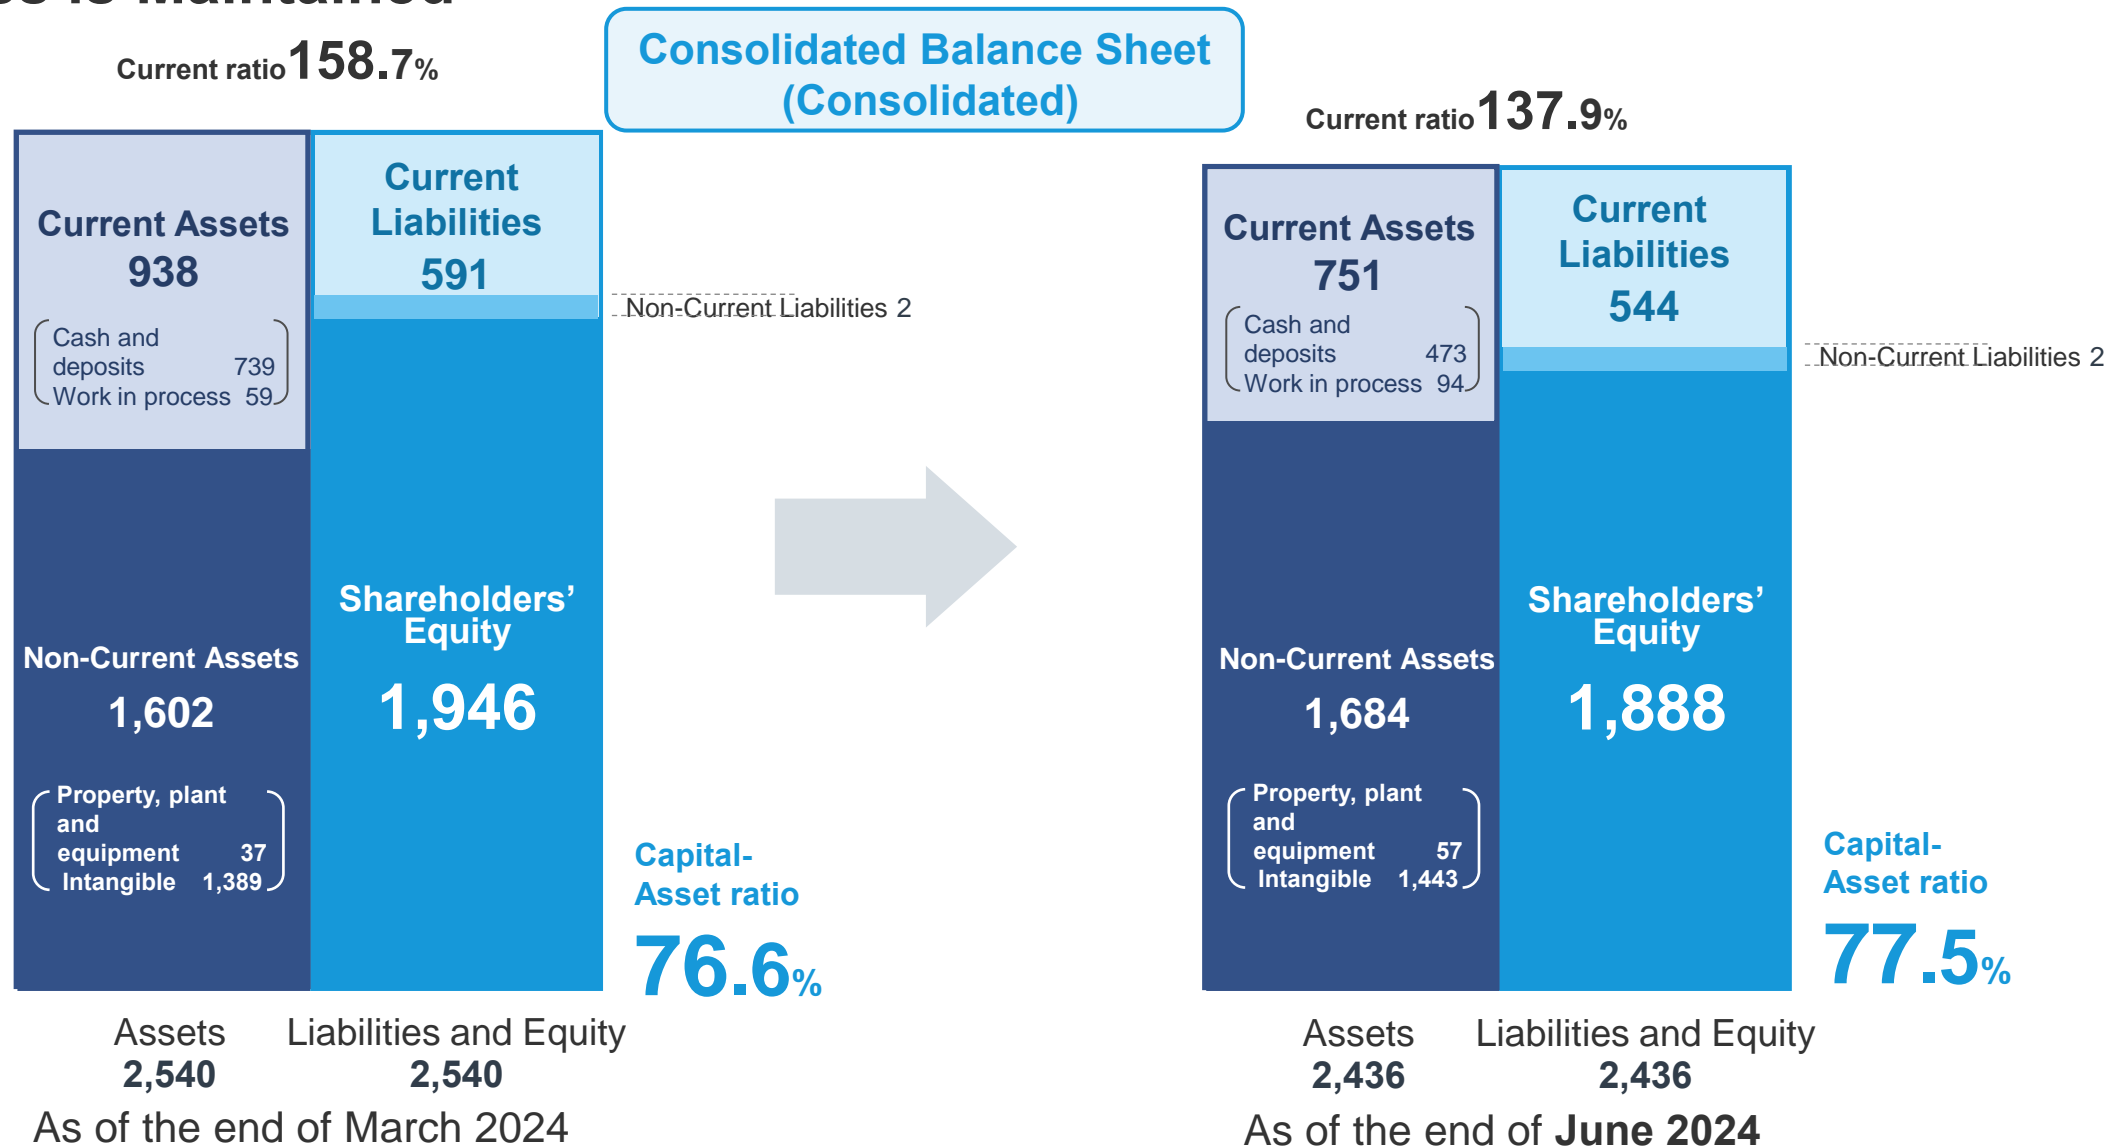 is Maintained
Consolidated Balance Sheet
(Consolidated)
Current ratio 158.7%
Current Assets
938
Cash and
deposits 739
Work in process 59
Non-Current Assets
1,602
Property, plant
and
equipment 37
Intangible 1,389
Current
Liabilities
591
Non-Current Liabilities 2
Shareholders’
Equity
1,946
Capital-
Asset ratio
76.6%
Assets
2,540
Liabilities and Equity
2,540
As of the end of March 2024
Current ratio 137.9%
Current Assets
751
Cash and
deposits 473
Work in process 94
Non-Current Assets
1,684
Property, plant
and
equipment 57
Intangible 1,443
Current
Liabilities
544
Non-Current Liabilities 2
Shareholders’
Equity
1,888
Capital-
Asset ratio
77.5%
Assets
2,436
Liabilities and Equity
2,436
As of the end of June 2024